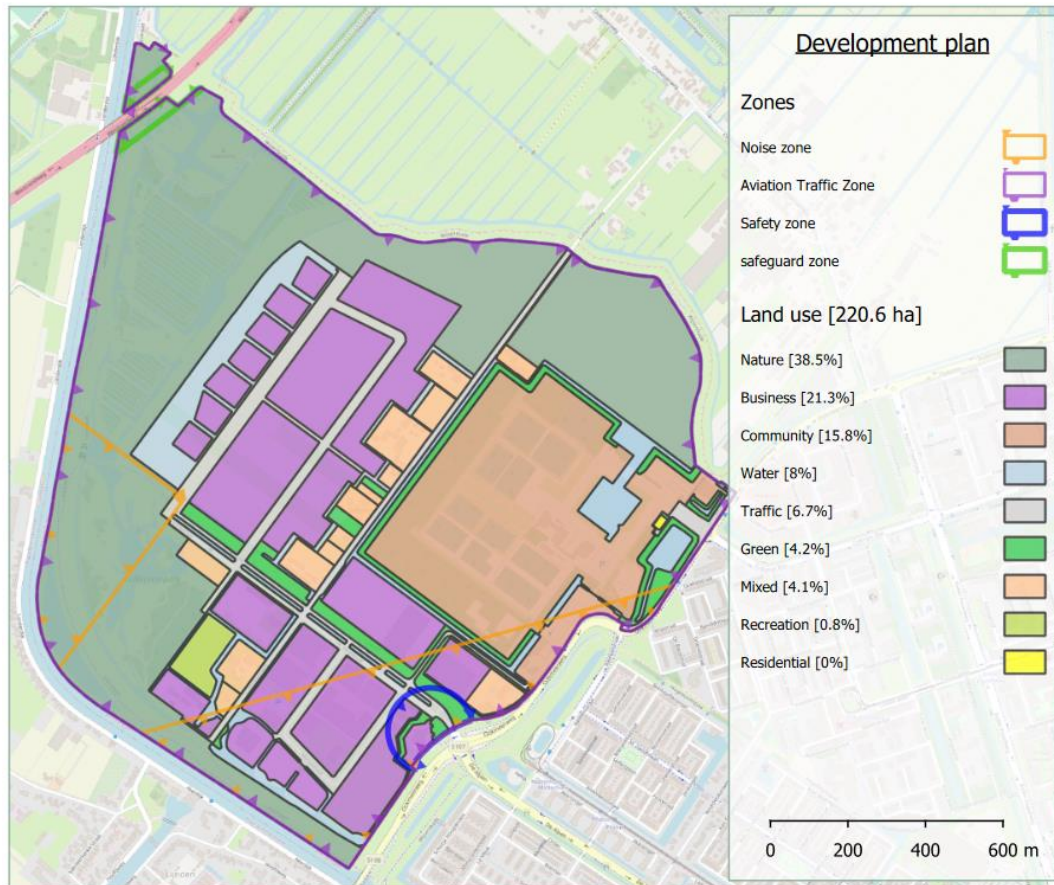 Development plan
Zones
Noise zone
Aviation Traffic Zone
Safety zone
safeguard zone
Land use [220.6 ha]
Nature [38.5%]
Business [21.3%]
Community [15.8%]
Water [8%]
Traffic [6.7%]
Green [4.2%]
Mixed [4.1%]
Recreation [0.8%]
Residential [0%]
0 200 400 600 m